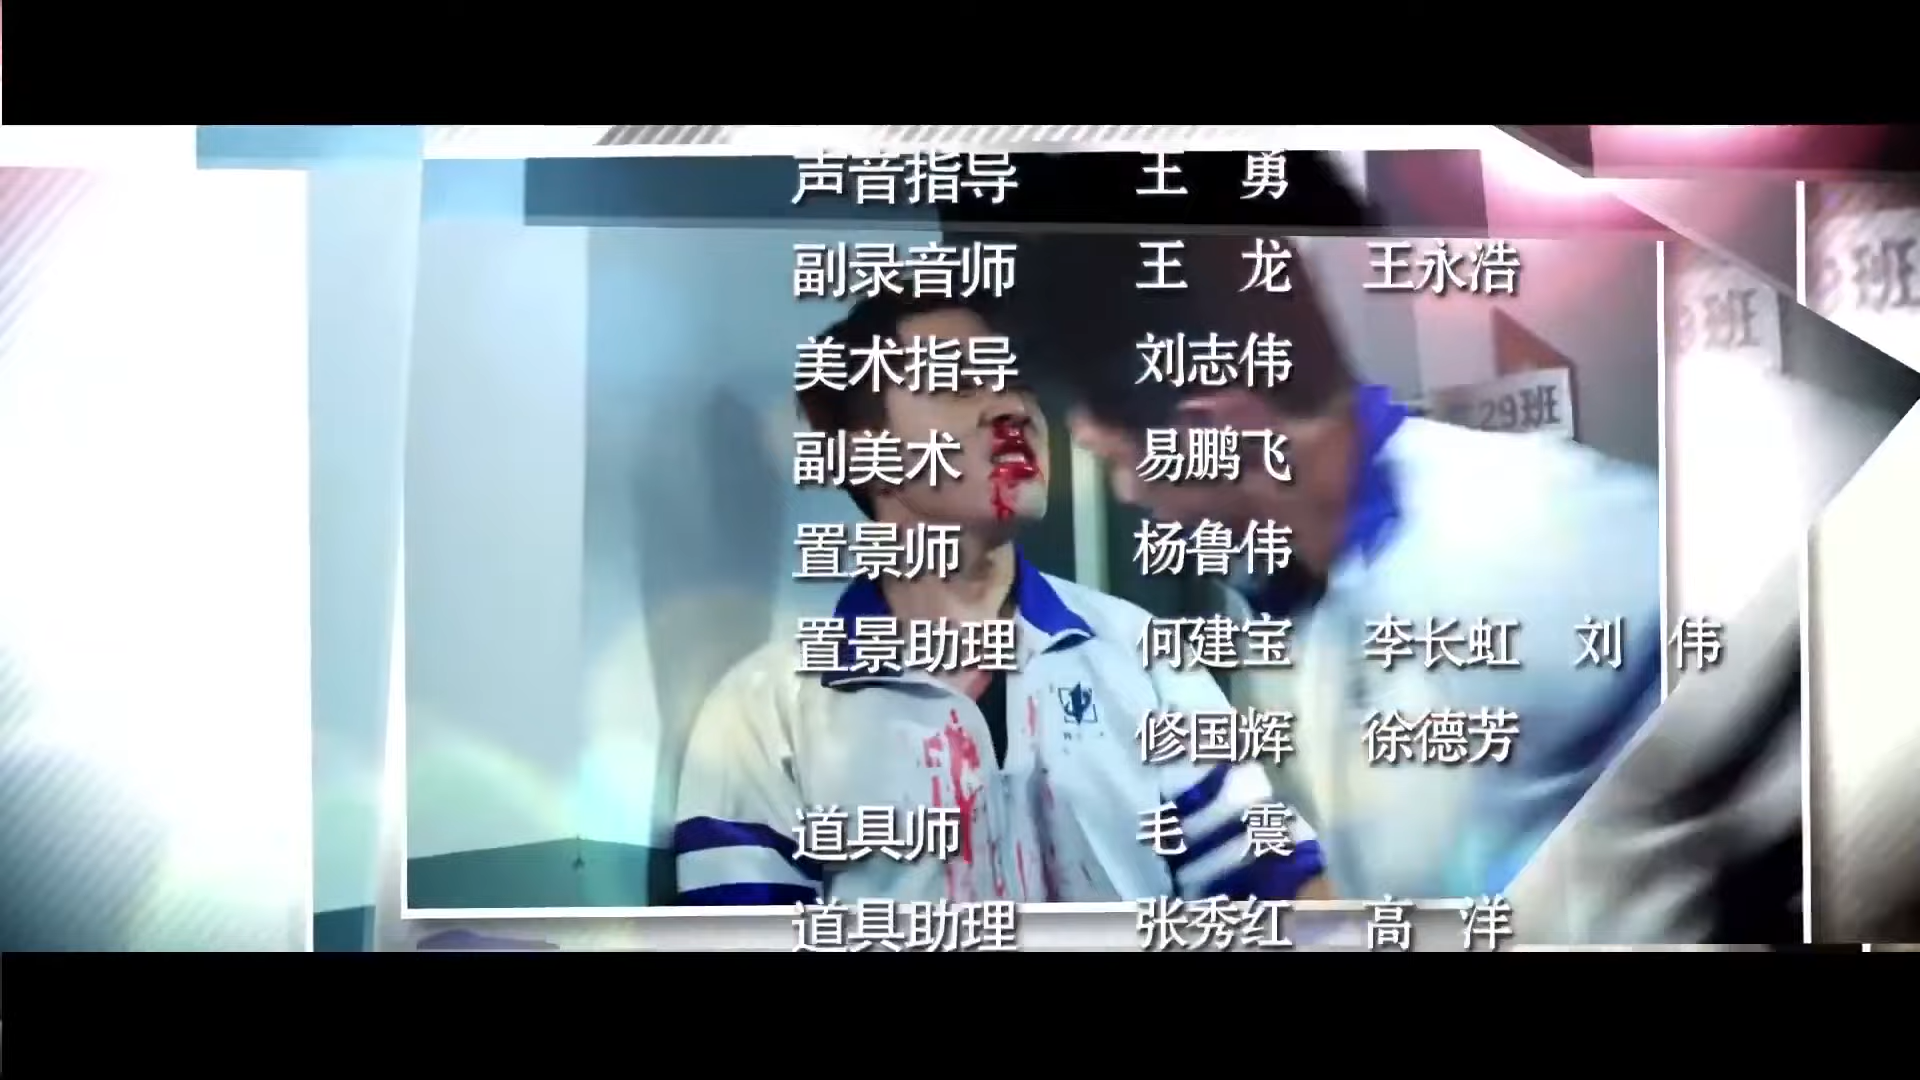 声音指导 王 勇
副录音师 王 龙 王永浩
美术指导 刘志伟
副美术 易鹏飞
置景师 杨鲁伟
置景助理 何建宝 李长虹 刘 伟
修国辉 徐德芳
道具师 毛 震
道具助理 张秀红 高 洋
29班
班
班